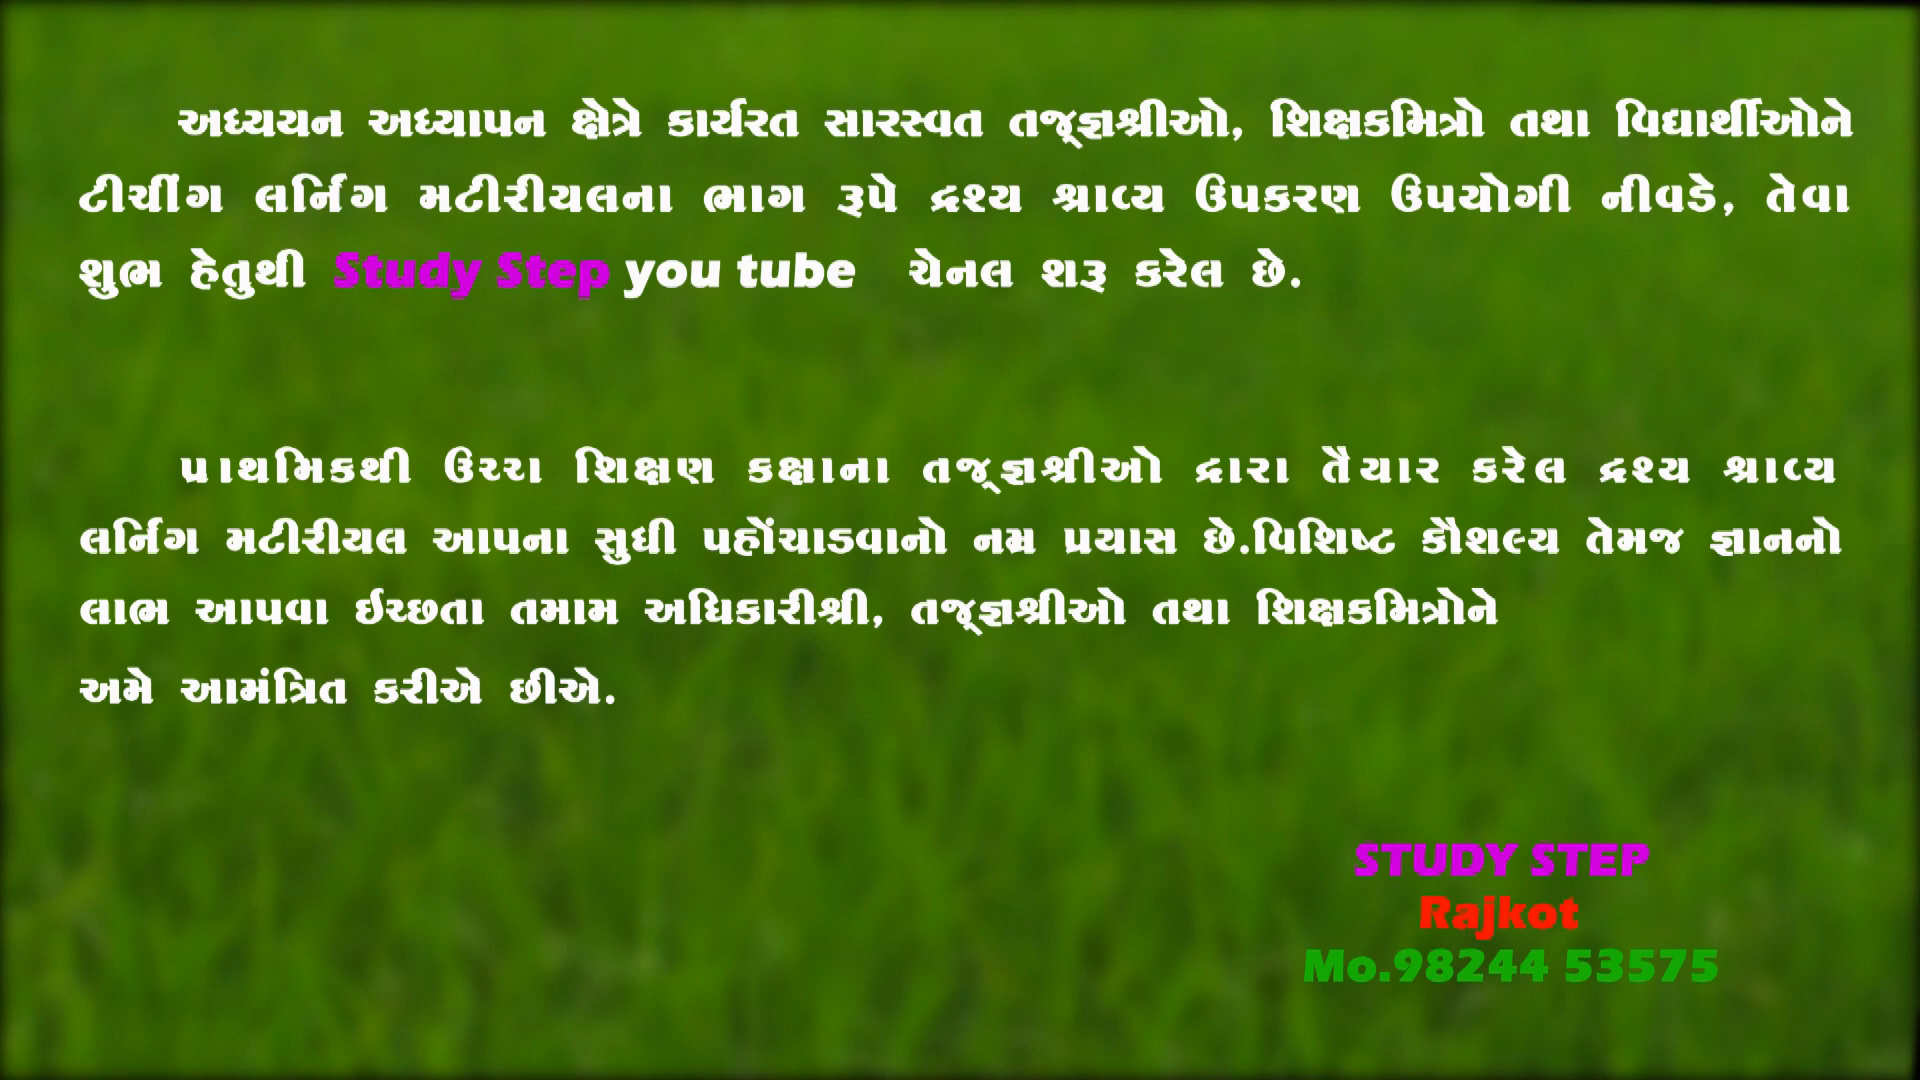 અધ્યયન અધ્યાપન ક્ષેત્રે કાર્યરત સારસ્વત તજ્જ્ઞશ્રીઓ, શિક્ષકમિત્રો તથા વિદ્યાર્થીઓને
ટીચીંગ લર્નિંગ મટીરીયલના ભાગ રૂપે દ્રશ્ય શ્રાવ્ય ઉપકરણ ઉપયોગી નીવડે, તેવા
શુભ હેતુથી Study Step you tube ચેનલ શરૂ કરેલ છે.
પ્રાથમિકથી ઉચ્ચા શિક્ષણ કક્ષાના તજ્જ્ઞશ્રીઓ દ્રારા તૈયાર કરેલ દ્રશ્ય શ્રાવ્ય
લર્નિંગ મટીરીયલ આપના સુધી પહોંચાડવાનો નમ્ર પ્રયાસ છે.વિશિષ્ટ કૌશલ્ય તેમજ જ્ઞાનનો
લાભ આપવા ઈચ્છતા તમામ અધિકારીશ્રી, તજ્જ્ઞશ્રીઓ તથા શિક્ષકમિત્રોને
અમે આમંત્રિત કરીએ છીએ.
STUDY STEP
Rajkot
Mo.98244 53575